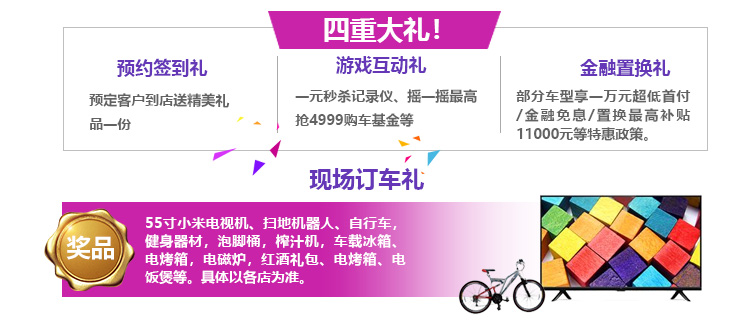 四重大礼！
预约签到礼
预定客户到店送精美礼
品一份
游戏互动礼
一元秒杀记录仪、摇一摇最高
抢4999购车基金等
金融置换礼
部分车型享一万元超低首付
/金融免息/置换最高补贴
11000元等特惠政策。
现场订车礼
奖品
55寸小米电视机、扫地机器人、自行车，
健身器材，泡脚桶，榨汁机，车载冰箱、
电烤箱，电磁炉，红酒礼包、电烤箱、电
饭煲等。具体以各店为准。